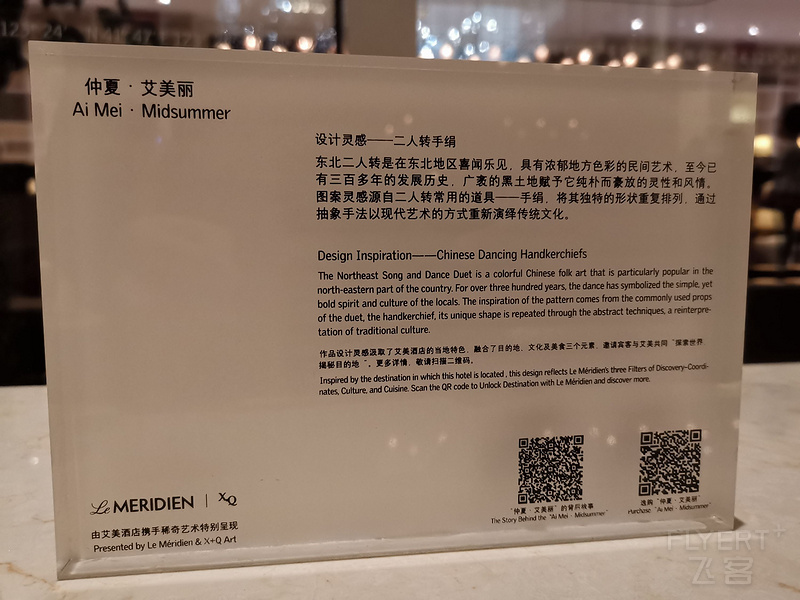 仲夏 · 艾美丽
Ai Mei · Midsummer
设计灵感——二人转手绢
东北二人转是在东北地区喜闻乐见，具有浓郁地方色彩的民间艺术，至今已
有三百多年的发展历史，广袤的黑土地赋予它纯朴而豪放的灵性和风情。
图案灵感源自二人转常用的道具——手绢，将其独特的形状重复排列，通过
抽象手法以现代艺术的方式重新演绎传统文化。
Design Inspiration——Chinese Dancing Handkerchiefs
The Northeast Song and Dance Duet is a colorful Chinese folk art that is particularly popular in the
north-eastern part of the country. For over three hundred years, the dance has symbolized the simple, yet
bold spirit and culture of the locals. The inspiration of the pattern comes from the commonly used props
of the duet, the handkerchief, its unique shape is repeated through the abstract techniques, a reinterpre-
tation of traditional culture.
作品设计灵感汲取了艾美酒店的当地特色，融合了目的地、文化及美食三个元素，邀请宾客与艾美共同“探索世界
揭秘目的地”。更多详情，敬请扫描二维码。
Inspired by the destination in which this hotel is located , this design reflects Le Méridien's three Filters of Discovery–Coordi-
nates, Culture, and Cuisine. Scan the QR code to Unlock Destination with Le Méridien and discover more.
Le MERIDIEN | X+Q
由艾美酒店携手稀奇艺术特别呈现
Presented by Le Méridien & X+Q Art
“仲夏 · 艾美丽”的背后故事
The Story Behind the "Ai Mei · Midsummer"
选购“仲夏 · 艾美丽”
Purchase "Ai Mei · Midsummer"
FLYERT+
飞客